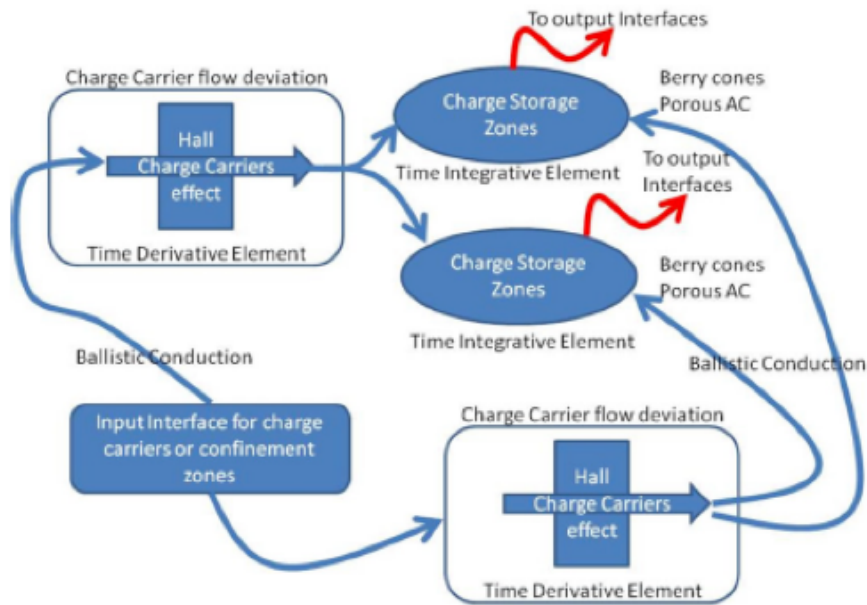 To output Interfaces
Charge Carrier flow deviation
Hall
Charge Carriers
effect
Time Derivative Element
Charge Storage
Zones
Time Integrative Element
Berry cones
Porous AC
To output
Interfaces
Charge Storage
Zones
Time Integrative Element
Berry cones
Porous AC
Ballistic Conduction
Ballistic Conduction
Input Interface for charge
carriers or confinement
zones
Charge Carrier flow deviation
Hall
Charge Carriers
effect
Time Derivative Element